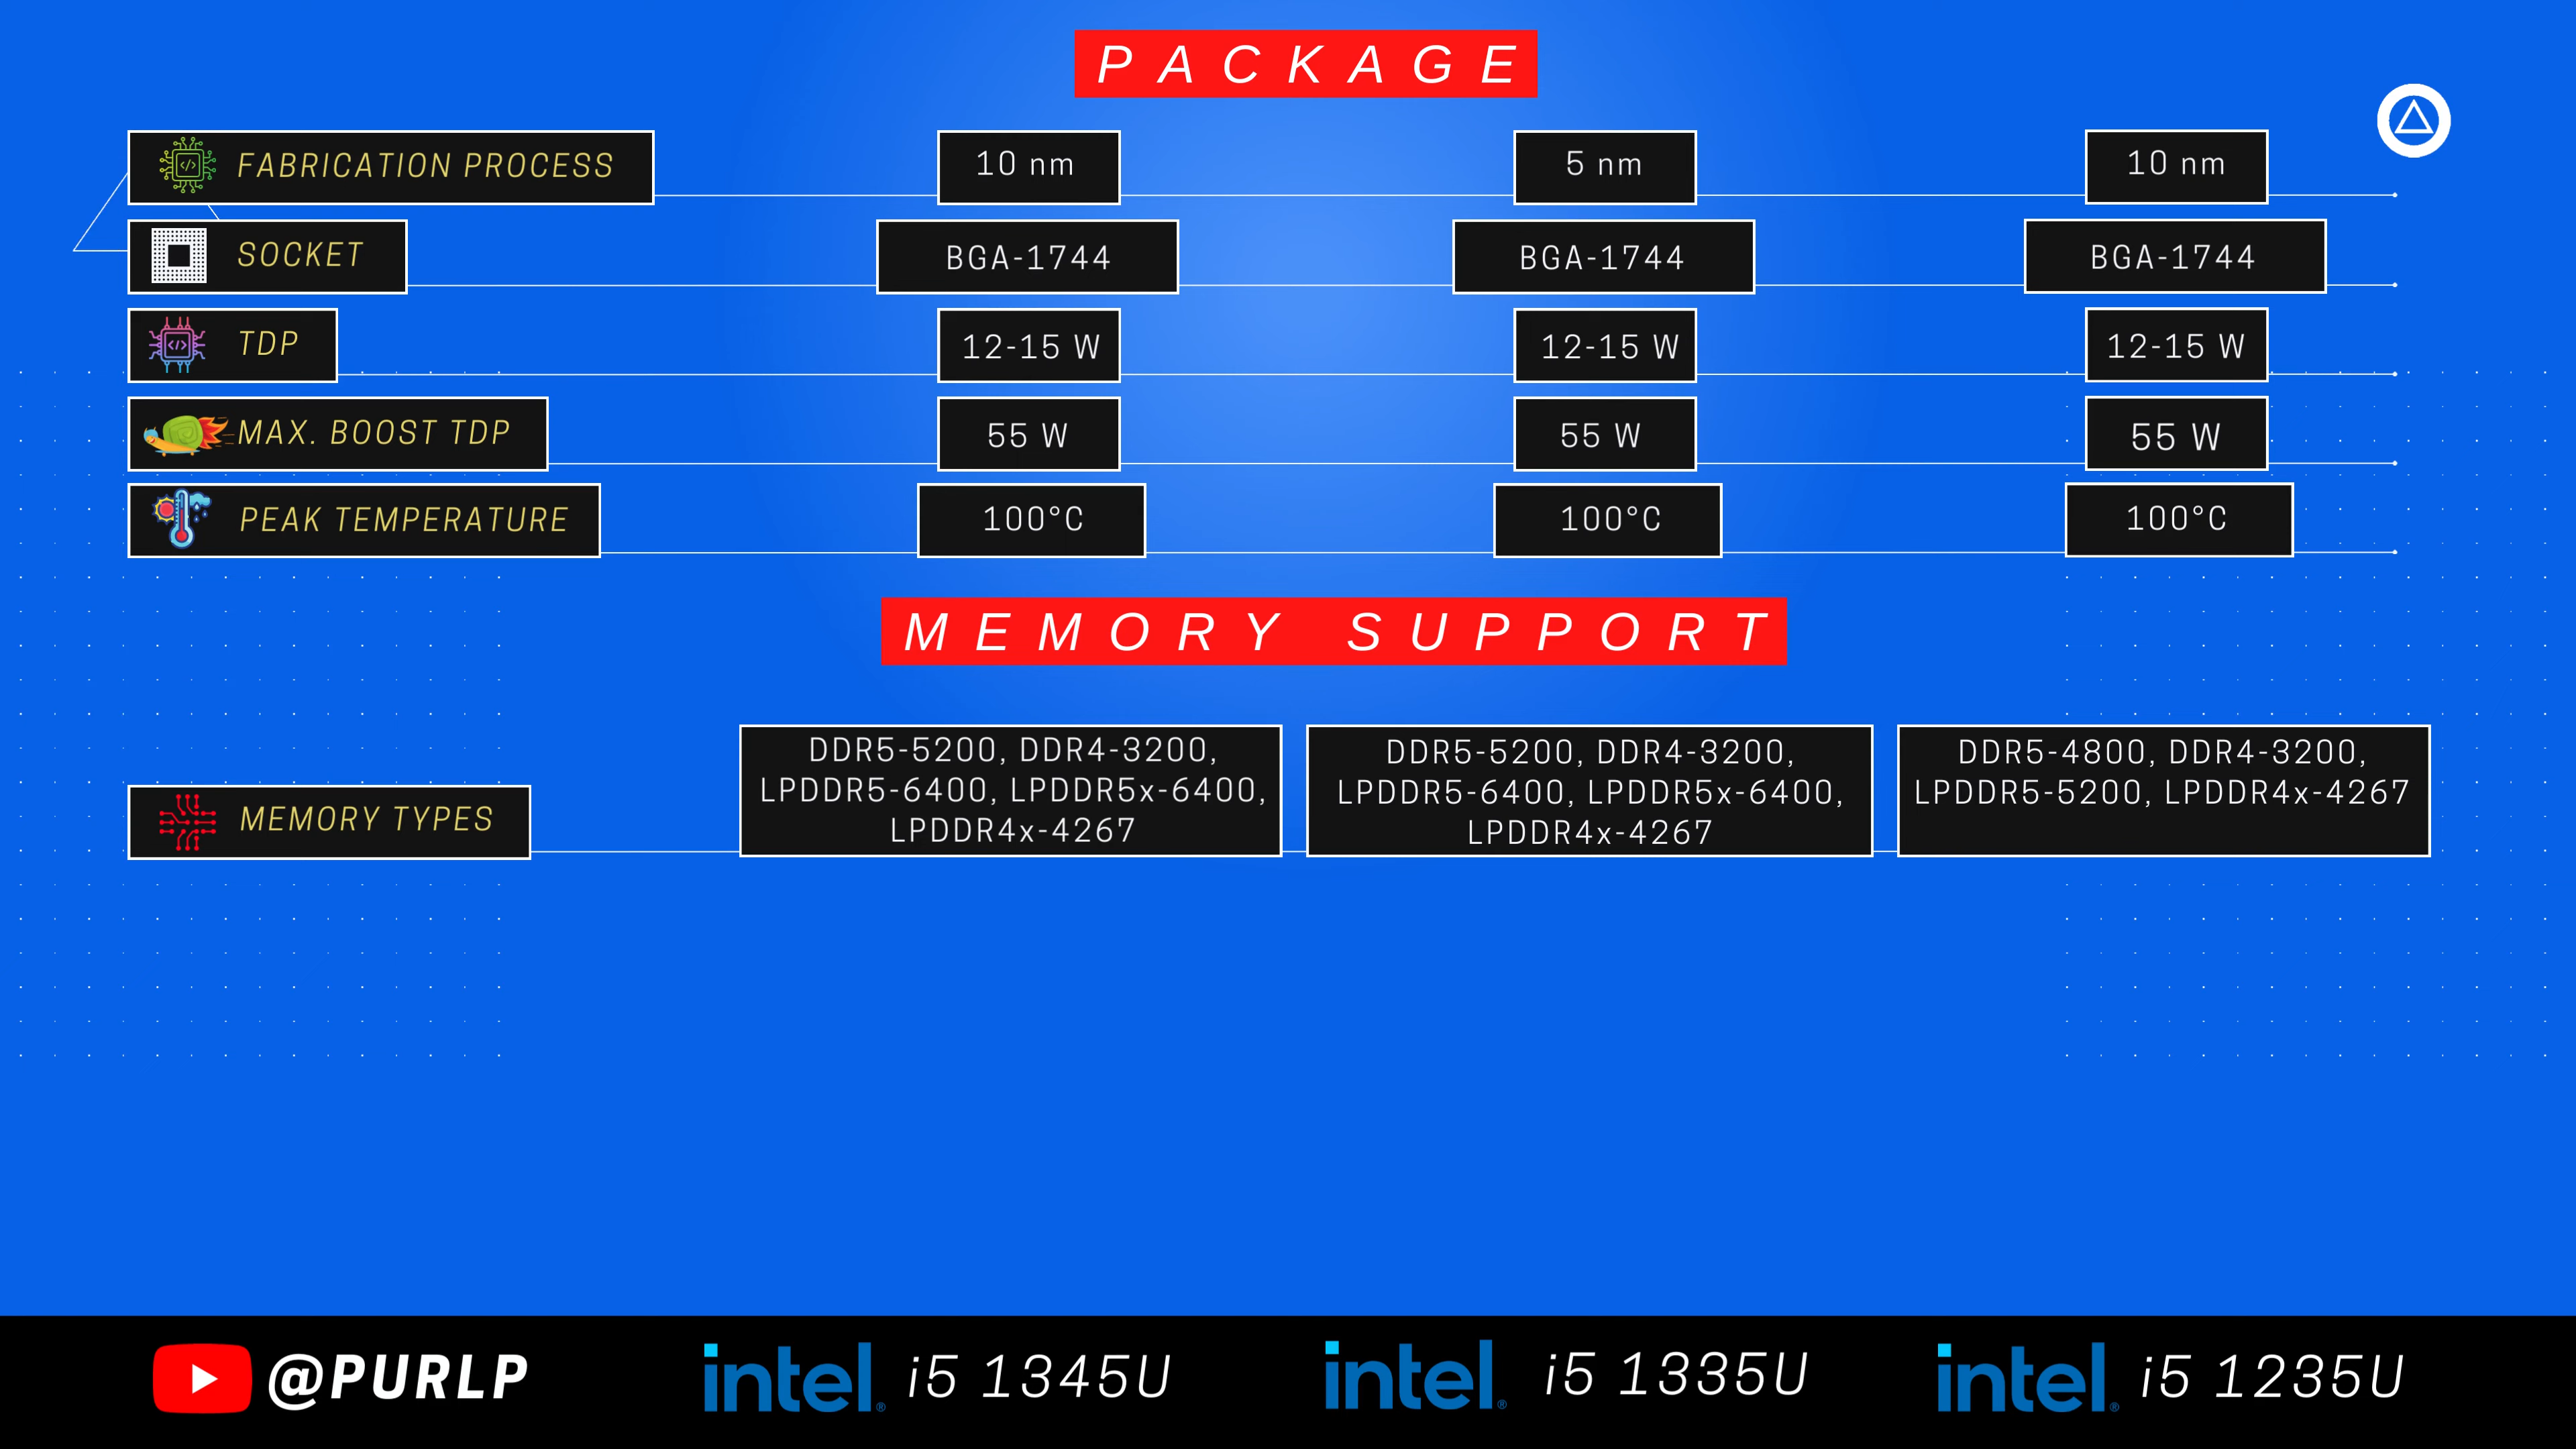 PACKAGE
FABRICATION PROCESS 10 nm 5 nm 10 nm
SOCKET BGA-1744 BGA-1744 BGA-1744
TDP 12-15 W 12-15 W 12-15 W
MAX. BOOST TDP 55 W 55 W 55 W
PEAK TEMPERATURE 100°C 100°C 100°C
MEMORY SUPPORT
MEMORY TYPES
DDR5-5200, DDR4-3200,
LPDDR5-6400, LPDDR5x-6400,
LPDDR4x-4267
DDR5-5200, DDR4-3200,
LPDDR5-6400, LPDDR5x-6400,
LPDDR4x-4267
DDR5-4800, DDR4-3200,
LPDDR5-5200, LPDDR4x-4267
@PURLP intel® i5 1345U intel® i5 1335U intel® i5 1235U